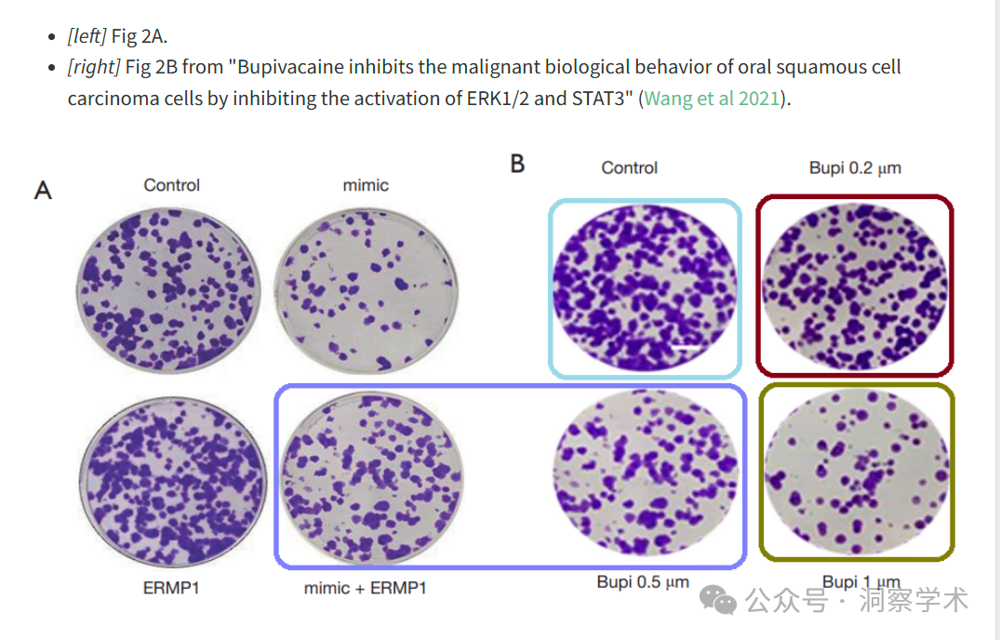 • [left] Fig 2A.
• [right] Fig 2B from "Bupivacaine inhibits the malignant biological behavior of oral squamous cell
carcinoma cells by inhibiting the activation of ERK1/2 and STAT3" (Wang et al 2021).
A
Control
mimic
ERMP1
mimic + ERMP1
B
Control
Bupi 0.2 μm
Bupi 0.5 μm
Bupi 1 μm
公众号 · 洞察学术